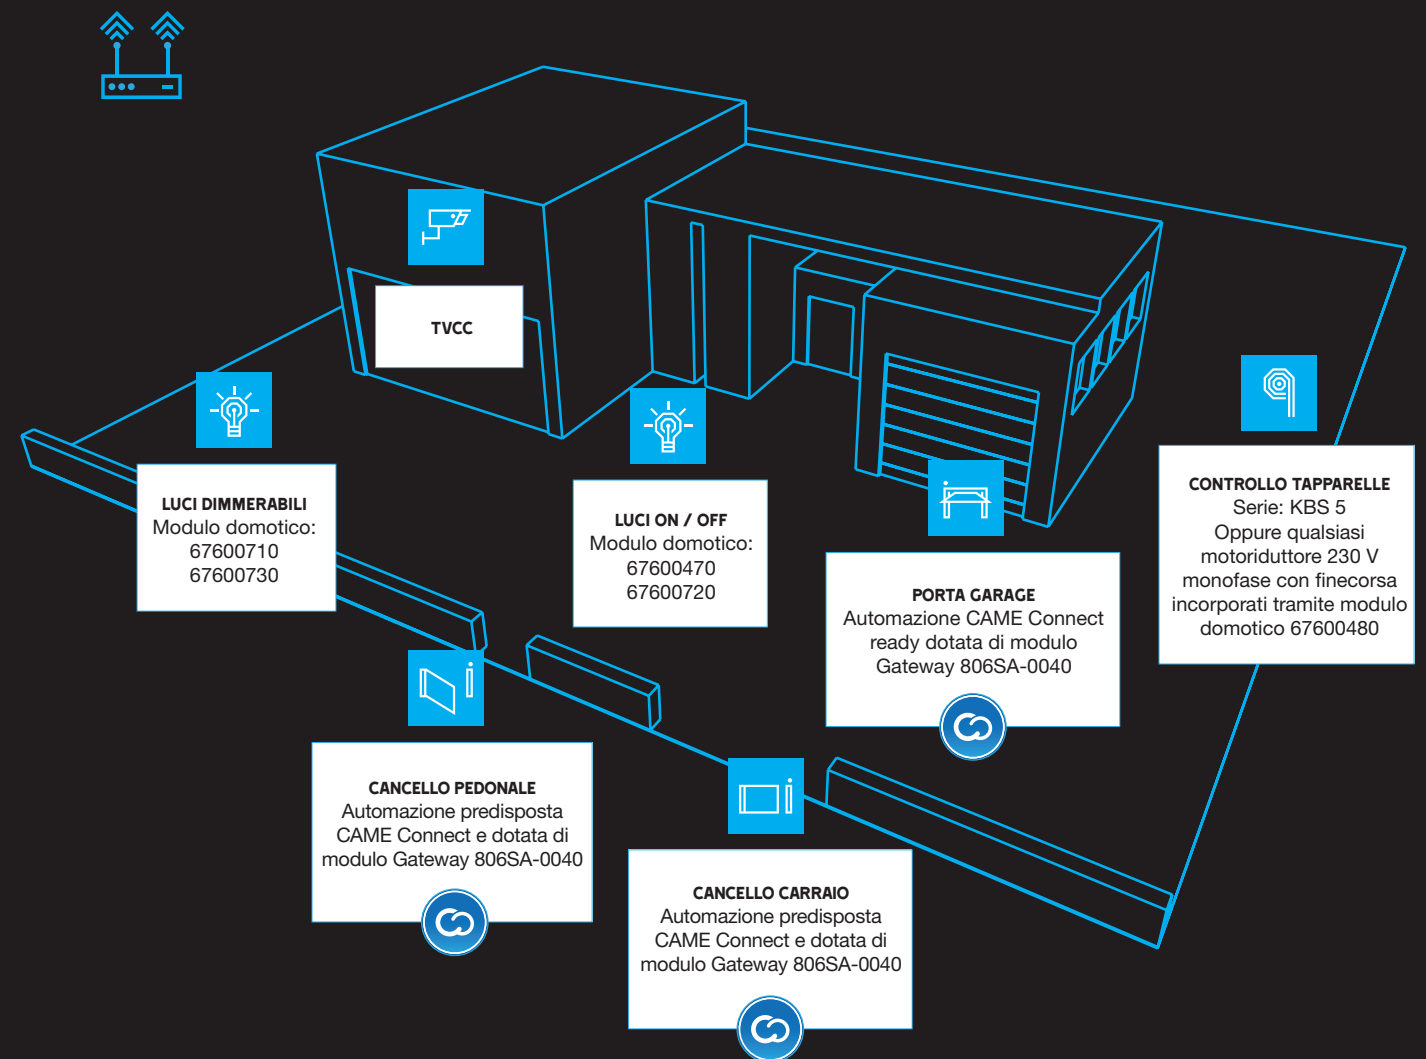 TVCC
LUCI DIMMERABILI
Modulo domotico:
67600710
67600730
LUCI ON / OFF
Modulo domotico:
67600470
67600720
CONTROLLO TAPPARELLE
Serie: KBS 5
Oppure qualsiasi
motoriduttore 230 V
monofase con finecorsa
incorporati tramite modulo
domotico 67600480
PORTA GARAGE
Automazione CAME Connect
ready dotata di modulo
Gateway 806SA-0040
CANCELLO PEDONALE
Automazione predisposta
CAME Connect e dotata di
modulo Gateway 806SA-0040
CANCELLO CARRAIO
Automazione predisposta
CAME Connect e dotata di
modulo Gateway 806SA-0040